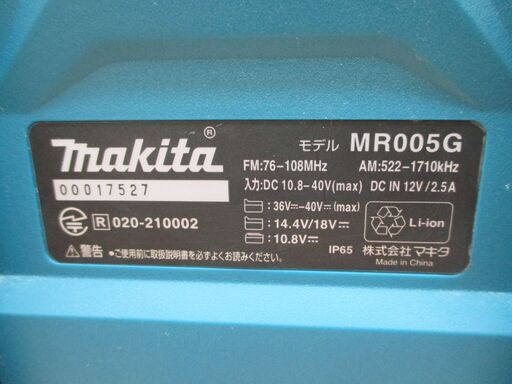 makita®
モデル MR005G
FM:76-108MHz AM:522-1710kHz
00017527
入力:DC 10.8-40V(max) DC IN 12V/2.5A
:36V⎓-40V⎓(max)
:14.4V/18V⎓
:10.8V⎓
Li-ion
R 020-210002
IP65 株式会社マキタ
Made in China
⚠警告 •ご使用前に取扱説明書を必ずよくお読みください。